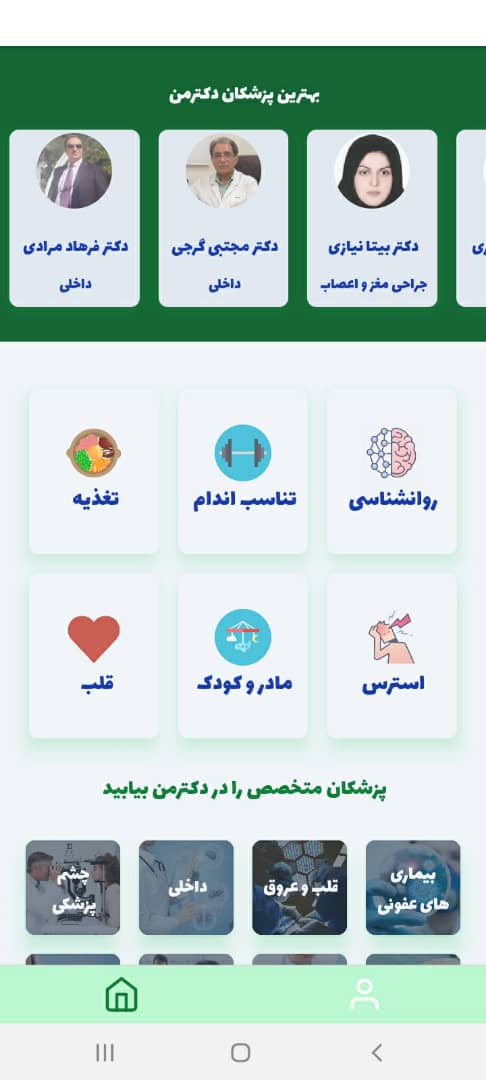 بهترین پزشکان دکترمن
دکتر بیتا نیازی
جراحی مغز و اعصاب
دکتر مجتبی گرجی
داخلی
دکتر فرهاد مرادی
داخلی
روانشناسی
تناسب اندام
تغذیه
استرس
مادر و کودک
قلب
پزشکان متخصص را در دکترمن بیابید
بیماری
های عفونی
قلب و عروق
داخلی
چشم
پزشکی